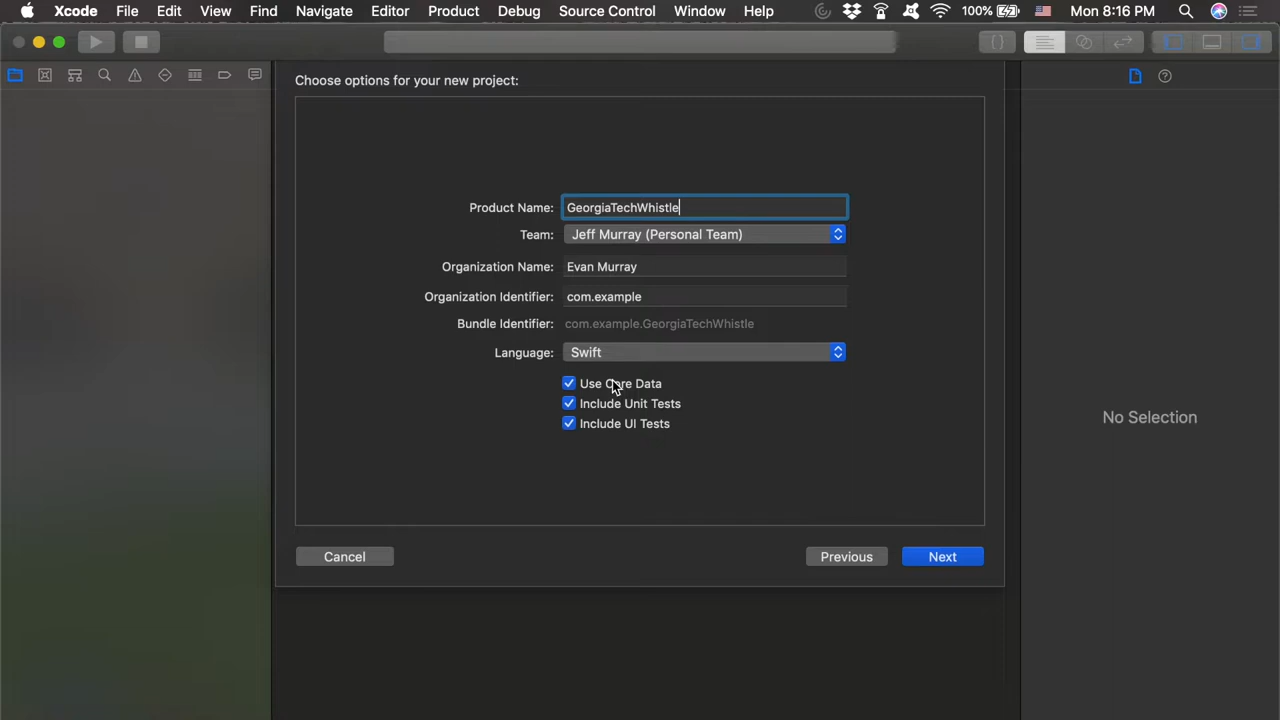 Xcode File Edit View Find Navigate Editor Product Debug Source Control Window Help 100% Mon 8:16 PM
Choose options for your new project:
Product Name: GeorgiaTechWhistle
Team: Jeff Murray (Personal Team)
Organization Name: Evan Murray
Organization Identifier: com.example
Bundle Identifier: com.example.GeorgiaTechWhistle
Language: Swift
Use Core Data
Include Unit Tests
Include UI Tests
No Selection
Cancel Previous Next